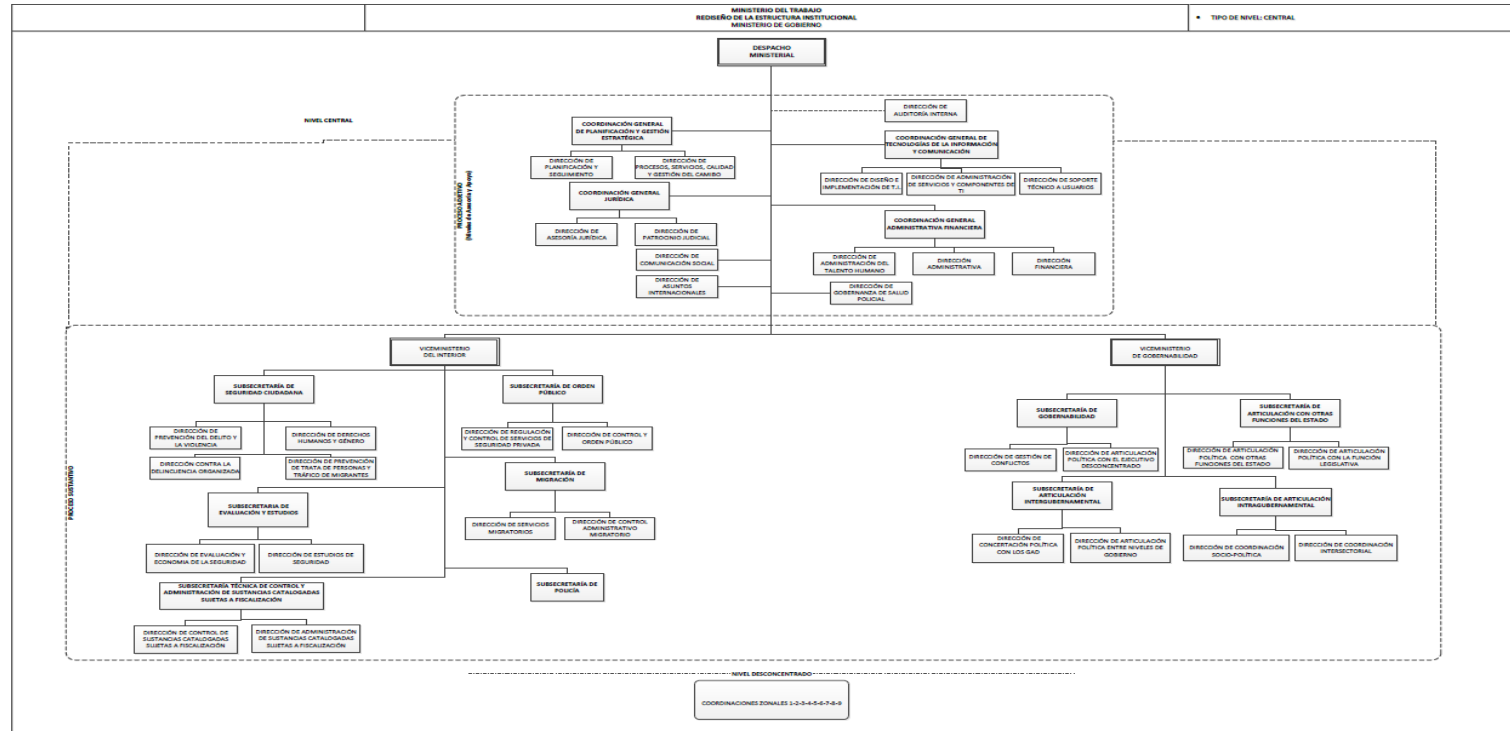 MINISTERIO DEL TRABAJO
REDISEÑO DE LA ESTRUCTURA INSTITUCIONAL
MINISTERIO DE GOBIERNO
• TIPO DE NIVEL: CENTRAL
DESPACHO
MINISTERIAL
NIVEL CENTRAL
PROCESO ADJETIVO
(Niveles de Asesoría y Apoyo)
DIRECCIÓN DE
AUDITORÍA INTERNA
COORDINACIÓN GENERAL
DE PLANIFICACIÓN Y GESTIÓN
ESTRATÉGICA
COORDINACIÓN GENERAL DE
TECNOLOGÍAS DE LA INFORMACIÓN
Y COMUNICACIÓN
DIRECCIÓN DE
PLANIFICACIÓN Y
SEGUIMIENTO
DIRECCIÓN DE
PROCESOS, SERVICIOS, CALIDAD
Y GESTIÓN DEL CAMIBO
DIRECCIÓN DE DISEÑO E
IMPLEMENTACIÓN DE T.I.
DIRECCIÓN DE ADMINISTRACIÓN
DE SERVICIOS Y COMPONENTES DE
TI
DIRECCIÓN DE SOPORTE
TÉCNICO A USUARIOS
COORDINACIÓN GENERAL
JURÍDICA
COORDINACIÓN GENERAL
ADMINISTRATIVA FINANCIERA
DIRECCIÓN DE
ASESORÍA JURÍDICA
DIRECCIÓN DE
PATROCINIO JUDICIAL
DIRECCIÓN DE
COMUNICACIÓN SOCIAL
DIRECCIÓN DE
ADMINISTRACIÓN DEL
TALENTO HUMANO
DIRECCIÓN
ADMINISTRATIVA
DIRECCIÓN
FINANCIERA
DIRECCIÓN DE
ASUNTOS
INTERNACIONALES
DIRECCIÓN DE
GOBERNANZA DE SALUD
POLICIAL
PROCESO SUSTANTIVO
VICEMINISTERIO
DEL INTERIOR
VICEMINISTERIO
DE GOBERNABILIDAD
SUBSECRETARÍA DE
SEGURIDAD CIUDADANA
SUBSECRETARÍA DE ORDEN
PÚBLICO
DIRECCIÓN DE
PREVENCIÓN DEL DELITO Y
LA VIOLENCIA
DIRECCIÓN DE DERECHOS
HUMANOS Y GÉNERO
DIRECCIÓN DE REGULACIÓN
Y CONTROL DE SERVICIOS DE
SEGURIDAD PRIVADA
DIRECCIÓN DE CONTROL Y
ORDEN PÚBLICO
DIRECCIÓN CONTRA LA
DELINCUENCIA ORGANIZADA
DIRECCIÓN DE PREVENCIÓN
DE TRATA DE PERSONAS Y
TRÁFICO DE MIGRANTES
SUBSECRETARÍA DE
MIGRACIÓN
SUBSECRETARIA DE
EVALUACIÓN Y ESTUDIOS
DIRECCIÓN DE SERVICIOS
MIGRATORIOS
DIRECCIÓN DE CONTROL
ADMINISTRATIVO
MIGRATORIO
DIRECCIÓN DE EVALUACIÓN Y
ECONOMIA DE LA SEGURIDAD
DIRECCIÓN DE ESTUDIOS DE
SEGURIDAD
SUBSECRETARÍA TÉCNICA DE CONTROL Y
ADMINISTRACIÓN DE SUSTANCIAS CATALOGADAS
SUJETAS A FISCALIZACIÓN
SUBSECRETARÍA DE
POLICÍA
DIRECCIÓN DE CONTROL DE
SUSTANCIAS CATALOGADAS
SUJETAS A FISCALIZACIÓN
DIRECCIÓN DE ADMINISTRACIÓN
DE SUSTANCIAS CATALOGADAS
SUJETAS A FISCALIZACIÓN
SUBSECRETARÍA DE
GOBERNABILIDAD
SUBSECRETARÍA DE
ARTICULACIÓN CON OTRAS
FUNCIONES DEL ESTADO
DIRECCIÓN DE GESTIÓN DE
CONFLICTOS
DIRECCIÓN DE ARTICULACIÓN
POLÍTICA CON EL EJECUTIVO
DESCONCENTRADO
DIRECCIÓN DE ARTICULACIÓN
POLÍTICA CON OTRAS
FUNCIONES DEL ESTADO
DIRECCIÓN DE ARTICULACIÓN
POLÍTICA CON LA FUNCIÓN
LEGISLATIVA
SUBSECRETARÍA DE
ARTICULACIÓN
INTERGUBERNAMENTAL
SUBSECRETARÍA DE ARTICULACIÓN
INTRAGUBERNAMENTAL
DIRECCIÓN DE
CONCERTACIÓN POLÍTICA
CON LOS GAD
DIRECCIÓN DE ARTICULACIÓN
POLÍTICA ENTRE NIVELES DE
GOBIERNO
DIRECCIÓN DE COORDINACIÓN
SOCIO-POLÍTICA
DIRECCIÓN DE COORDINACIÓN
INTERSECTORIAL
NIVEL DESCONCENTRADO
COORDINACIONES ZONALES 1-2-3-4-5-6-7-8-9